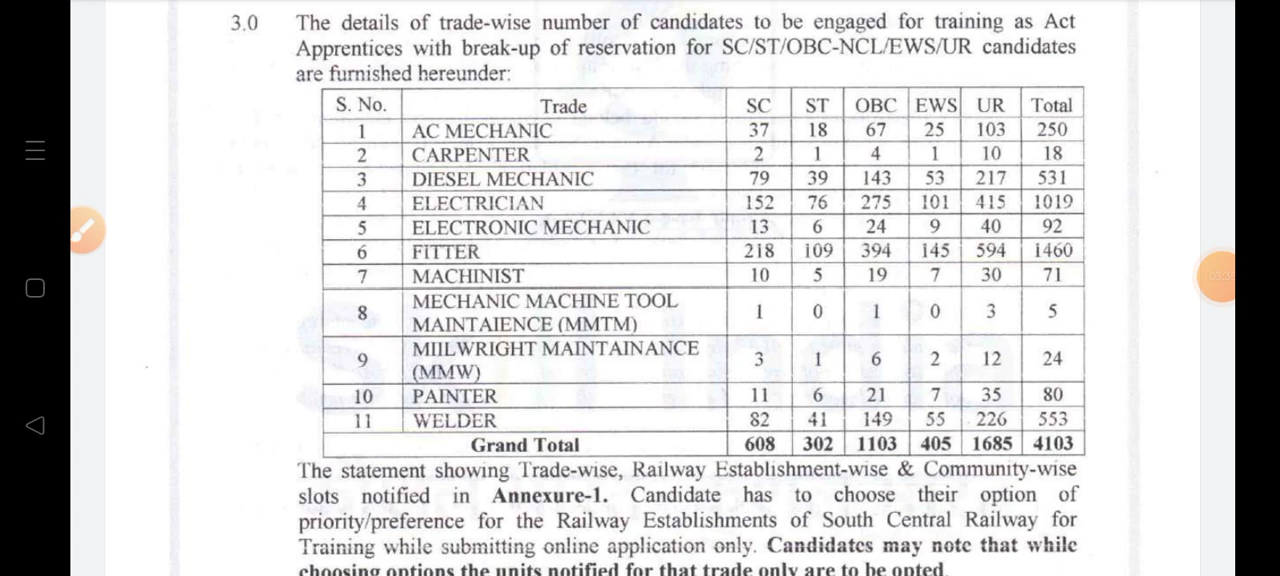 3.0 The details of trade-wise number of candidates to be engaged for training as Act
Apprentices with break-up of reservation for SC/ST/OBC-NCL/EWS/UR candidates
are furnished hereunder:
S. No. Trade SC ST OBC EWS UR Total
1 AC MECHANIC 37 18 67 25 103 250
2 CARPENTER 2 1 4 1 10 18
3 DIESEL MECHANIC 79 39 143 53 217 531
4 ELECTRICIAN 152 76 275 101 415 1019
5 ELECTRONIC MECHANIC 13 6 24 9 40 92
6 FITTER 218 109 394 145 594 1460
7 MACHINIST 10 5 19 7 30 71
8 MECHANIC MACHINE TOOL
MAINTAIENCE (MMTM) 1 0 1 0 3 5
9 MIILWRIGHT MAINTAINANCE
(MMW) 3 1 6 2 12 24
10 PAINTER 11 6 21 7 35 80
11 WELDER 82 41 149 55 226 553
Grand Total 608 302 1103 405 1685 4103
The statement showing Trade-wise, Railway Establishment-wise & Community-wise
slots notified in Annexure-1. Candidate has to choose their option of
priority/preference for the Railway Establishments of South Central Railway for
Training while submitting online application only. Candidates may note that while
choosing options the units notified for that trade only are to be opted.